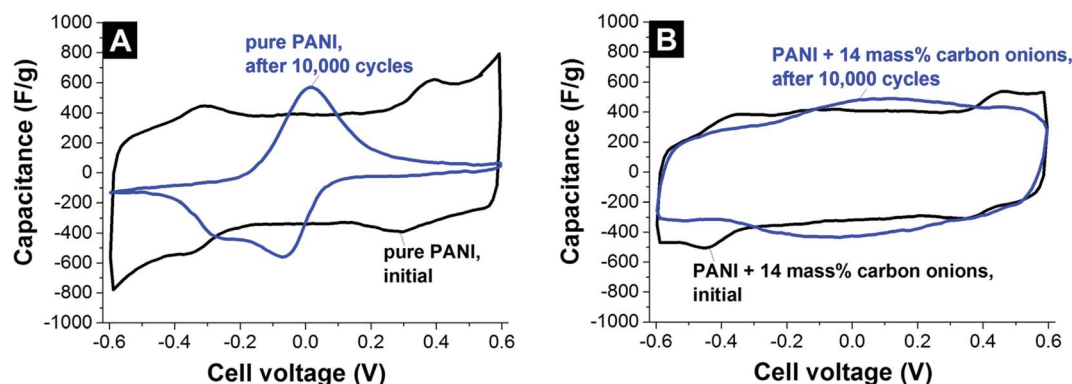 A
pure PANI,
after 10,000 cycles
pure PANI,
initial
Capacitance (F/g)
1000
800
600
400
200
0
-200
-400
-600
-800
-1000
-0.6
-0.4
-0.2
0.0
0.2
0.4
0.6
Cell voltage (V)
B
PANI + 14 mass% carbon onions,
after 10,000 cycles
PANI + 14 mass% carbon onions,
initial
Capacitance (F/g)
1000
800
600
400
200
0
-200
-400
-600
-800
-1000
-0.6
-0.4
-0.2
0.0
0.2
0.4
0.6
Cell voltage (V)